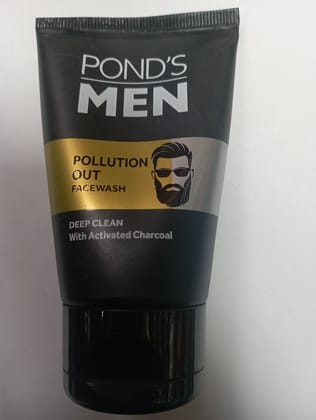 POND'S
MEN
POLLUTION
OUT
FACEWASH
DEEP CLEAN
With Activated Charcoal